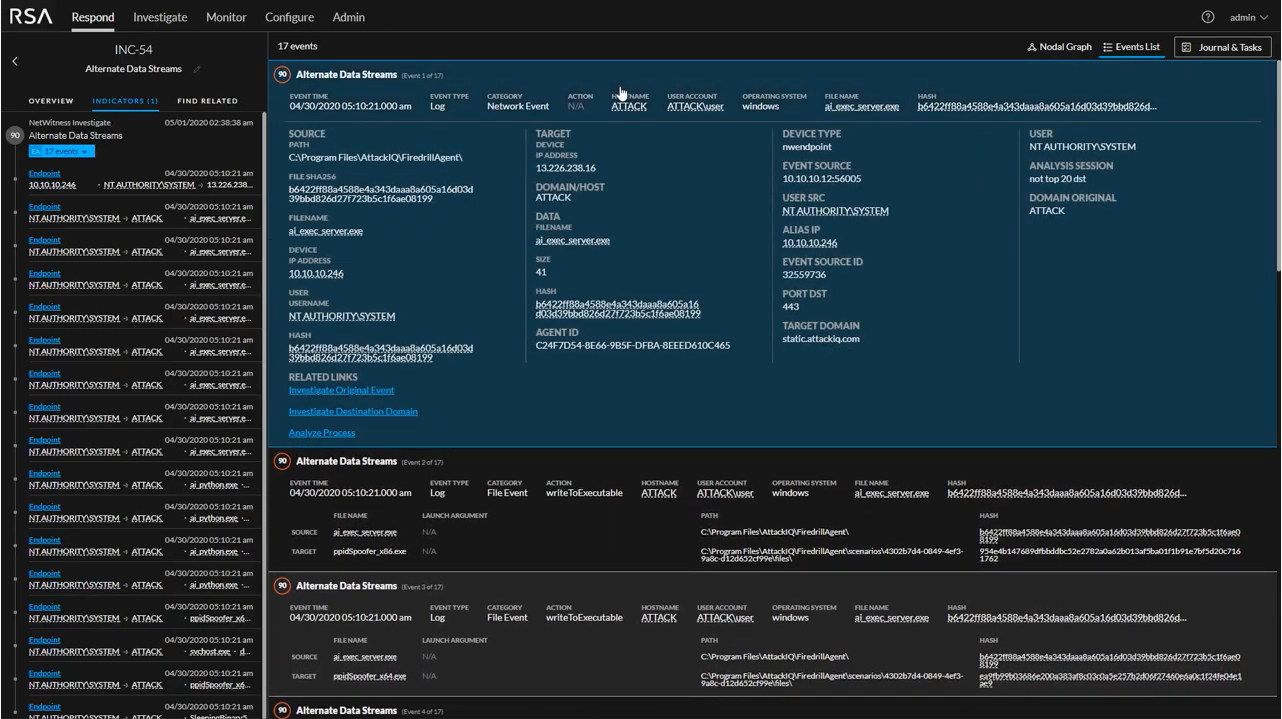 RSA Respond Investigate Monitor Configure Admin admin
INC-54
Alternate Data Streams
OVERVIEW INDICATORS (1) FIND RELATED
NetWitness Investigate 05/01/2020 02:38:38 am
90 Alternate Data Streams
17 events
Endpoint 04/30/2020 05:10:21 am
10.10.10.246 · NT AUTHORITY\SYSTEM → 13.226.238...
Endpoint 04/30/2020 05:10:21 am
NT AUTHORITY\SYSTEM → ATTACK · ai_exec_server.e...
Endpoint 04/30/2020 05:10:21 am
NT AUTHORITY\SYSTEM → ATTACK · ai_exec_server.e...
Endpoint 04/30/2020 05:10:21 am
NT AUTHORITY\SYSTEM → ATTACK · ai_exec_server.e...
Endpoint 04/30/2020 05:10:21 am
NT AUTHORITY\SYSTEM → ATTACK · ai_exec_server.e...
Endpoint 04/30/2020 05:10:21 am
NT AUTHORITY\SYSTEM → ATTACK · ai_exec_server.e...
Endpoint 04/30/2020 05:10:21 am
NT AUTHORITY\SYSTEM → ATTACK · ai_exec_server.e...
Endpoint 04/30/2020 05:10:21 am
NT AUTHORITY\SYSTEM → ATTACK · ai_exec_server.e...
Endpoint 04/30/2020 05:10:21 am
NT AUTHORITY\SYSTEM → ATTACK · ai_exec_server.e...
Endpoint 04/30/2020 05:10:21 am
NT AUTHORITY\SYSTEM → ATTACK · ai_python.exe
Endpoint 04/30/2020 05:10:21 am
NT AUTHORITY\SYSTEM → ATTACK · ai_python.exe
Endpoint 04/30/2020 05:10:21 am
NT AUTHORITY\SYSTEM → ATTACK · ai_python.exe
Endpoint 04/30/2020 05:10:21 am
NT AUTHORITY\SYSTEM → ATTACK · ai_python.exe
Endpoint 04/30/2020 05:10:21 am
NT AUTHORITY\SYSTEM → ATTACK · ppidSpoofer_x6...
Endpoint 04/30/2020 05:10:21 am
NT AUTHORITY\SYSTEM → ATTACK · svchost.exe · d...
Endpoint 04/30/2020 05:10:21 am
NT AUTHORITY\SYSTEM → ATTACK · ppidSpoofer_x6...
Endpoint 04/30/2020 05:10:21 am
17 events Nodal Graph Events List Journal & Tasks
90 Alternate Data Streams (Event 1 of 17)
EVENT TIME EVENT TYPE CATEGORY ACTION USER ACCOUNT OPERATING SYSTEM FILE NAME HASH
04/30/2020 05:10:21.000 am Log Network Event N/A ATTACK ATTACK\user windows ai_exec_server.exe b6422ff88a4588e4a343daaa8a605a16d03d39bbd826d...
SOURCE
PATH
C:\Program Files\AttackIQ\FiredrillAgent\
FILE SHA256
b6422ff88a4588e4a343daaa8a605a16d03d
39bbd826d27f723b5c1f6ae08199
FILENAME
ai_exec_server.exe
DEVICE
IP ADDRESS
10.10.10.246
USER
USERNAME
NT AUTHORITY\SYSTEM
HASH
b6422ff88a4588e4a343daaa8a605a16d03d
39bbd826d27f723b5c1f6ae08199
TARGET
DEVICE
IP ADDRESS
13.226.238.16
DOMAIN/HOST
ATTACK
DATA
FILENAME
ai_exec_server.exe
SIZE
41
HASH
b6422ff88a4588e4a343daaa8a605a16
d03d39bbd826d27f723b5c1f6ae08199
AGENT ID
C24F7D54-8E66-9B5F-DFBA-8EEED610C465
DEVICE TYPE
nwendpoint
EVENT SOURCE
10.10.10.12:56005
USER SRC
NT AUTHORITY\SYSTEM
ALIAS IP
10.10.10.246
EVENT SOURCE ID
32559736
PORT DST
443
TARGET DOMAIN
static.attackiq.com
USER
NT AUTHORITY\SYSTEM
ANALYSIS SESSION
not top 20 dst
DOMAIN ORIGINAL
ATTACK
RELATED LINKS
Investigate Original Event
Investigate Destination Domain
Analyze Process
90 Alternate Data Streams (Event 2 of 17)
EVENT TIME EVENT TYPE CATEGORY ACTION HOSTNAME USER ACCOUNT OPERATING SYSTEM FILE NAME HASH
04/30/2020 05:10:21.000 am Log File Event writeToExecutable ATTACK ATTACK\user windows ai_exec_server.exe b6422ff88a4588e4a343daaa8a605a16d03d39bbd826d...
FILE NAME LAUNCH ARGUMENT PATH HASH
SOURCE ai_exec_server.exe N/A C:\Program Files\AttackIQ\FiredrillAgent\ b6422ff88a4588e4a343daaa8a605a16d03d39bbd826d27f723b5c1f6ae0
8199
TARGET ppidSpoofer_x86.exe N/A C:\Program Files\AttackIQ\FiredrillAgent\scenarios\4302b7d4-0849-4ef3-
9a8c-d12d652cf99e\files\
954e4b147689dfbbddbc52e2782a0a62b013af5ba01f1b91e7bf5d20c716
1762
90 Alternate Data Streams (Event 3 of 17)
EVENT TIME EVENT TYPE CATEGORY ACTION HOSTNAME USER ACCOUNT OPERATING SYSTEM FILE NAME HASH
04/30/2020 05:10:21.000 am Log File Event writeToExecutable ATTACK ATTACK\user windows ai_exec_server.exe b6422ff88a4588e4a343daaa8a605a16d03d39bbd826d...
FILE NAME LAUNCH ARGUMENT PATH HASH
SOURCE ai_exec_server.exe N/A C:\Program Files\AttackIQ\FiredrillAgent\ b6422ff88a4588e4a343daaa8a605a16d03d39bbd826d27f723b5c1f6ae0
8199
TARGET ppidSpoofer_x64.exe N/A C:\Program Files\AttackIQ\FiredrillAgent\scenarios\4302b7d4-0849-4ef3-
9a8c-d12d652cf99e\files\
90 Alternate Data Streams (Event 4 of 17)